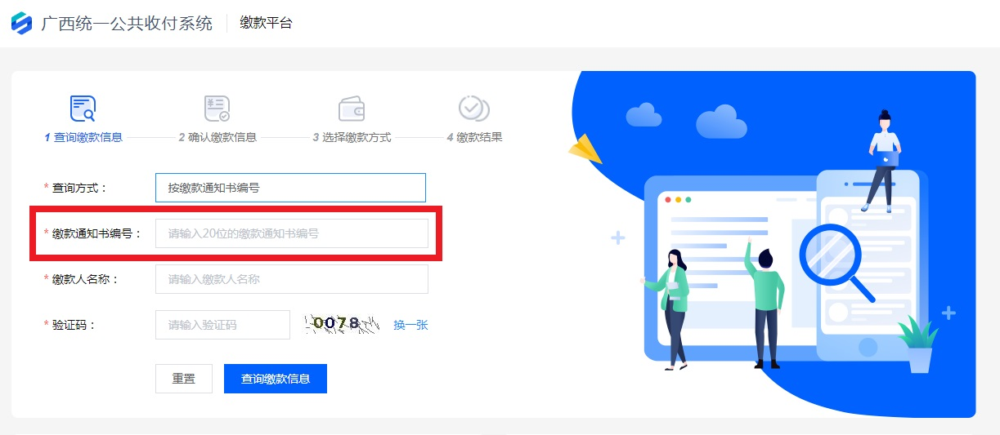 广西统一公共收付系统 缴款平台
1 查询缴款信息 2 确认缴款信息 3 选择缴款方式 4 缴款结果
* 查询方式： 按缴款通知书编号
* 缴款通知书编号： 请输入20位的缴款通知书编号
* 缴款人名称： 请输入缴款人名称
* 验证码： 请输入验证码 0078 换一张
重置 查询缴款信息